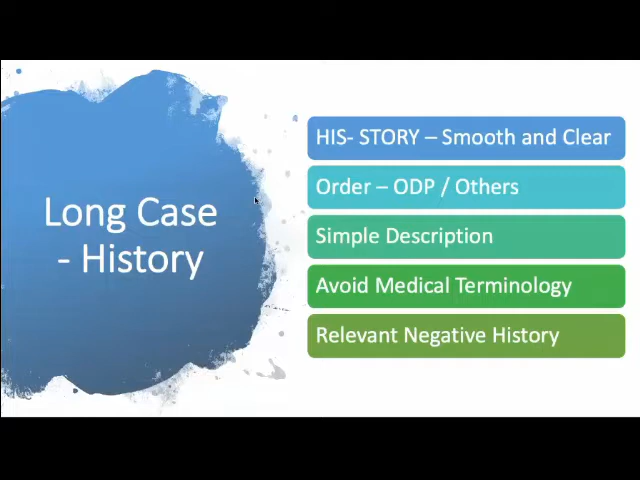 Long Case
- History
HIS- STORY – Smooth and Clear
Order – ODP / Others
Simple Description
Avoid Medical Terminology
Relevant Negative History